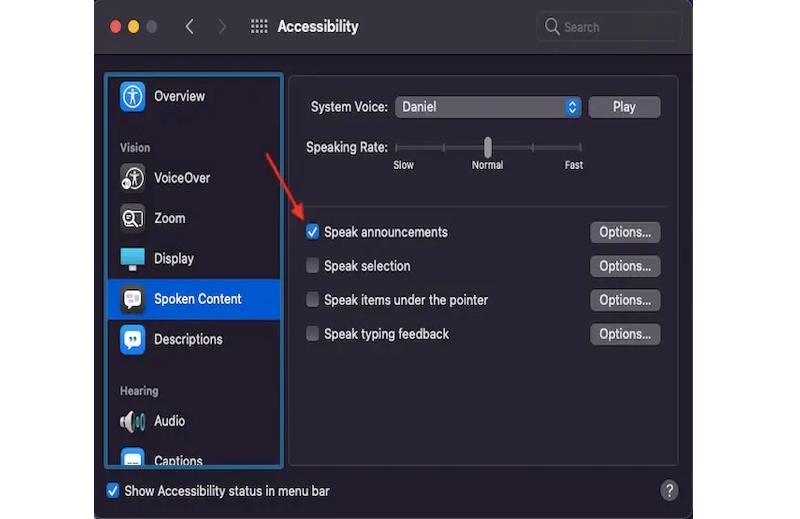 Accessibility
Search
Overview
Vision
VoiceOver
Zoom
Display
Spoken Content
Descriptions
Hearing
Audio
Captions
System Voice: Daniel Play
Speaking Rate:
Slow Normal Fast
Speak announcements Options...
Speak selection Options...
Speak items under the pointer Options...
Speak typing feedback Options...
Show Accessibility status in menu bar ?